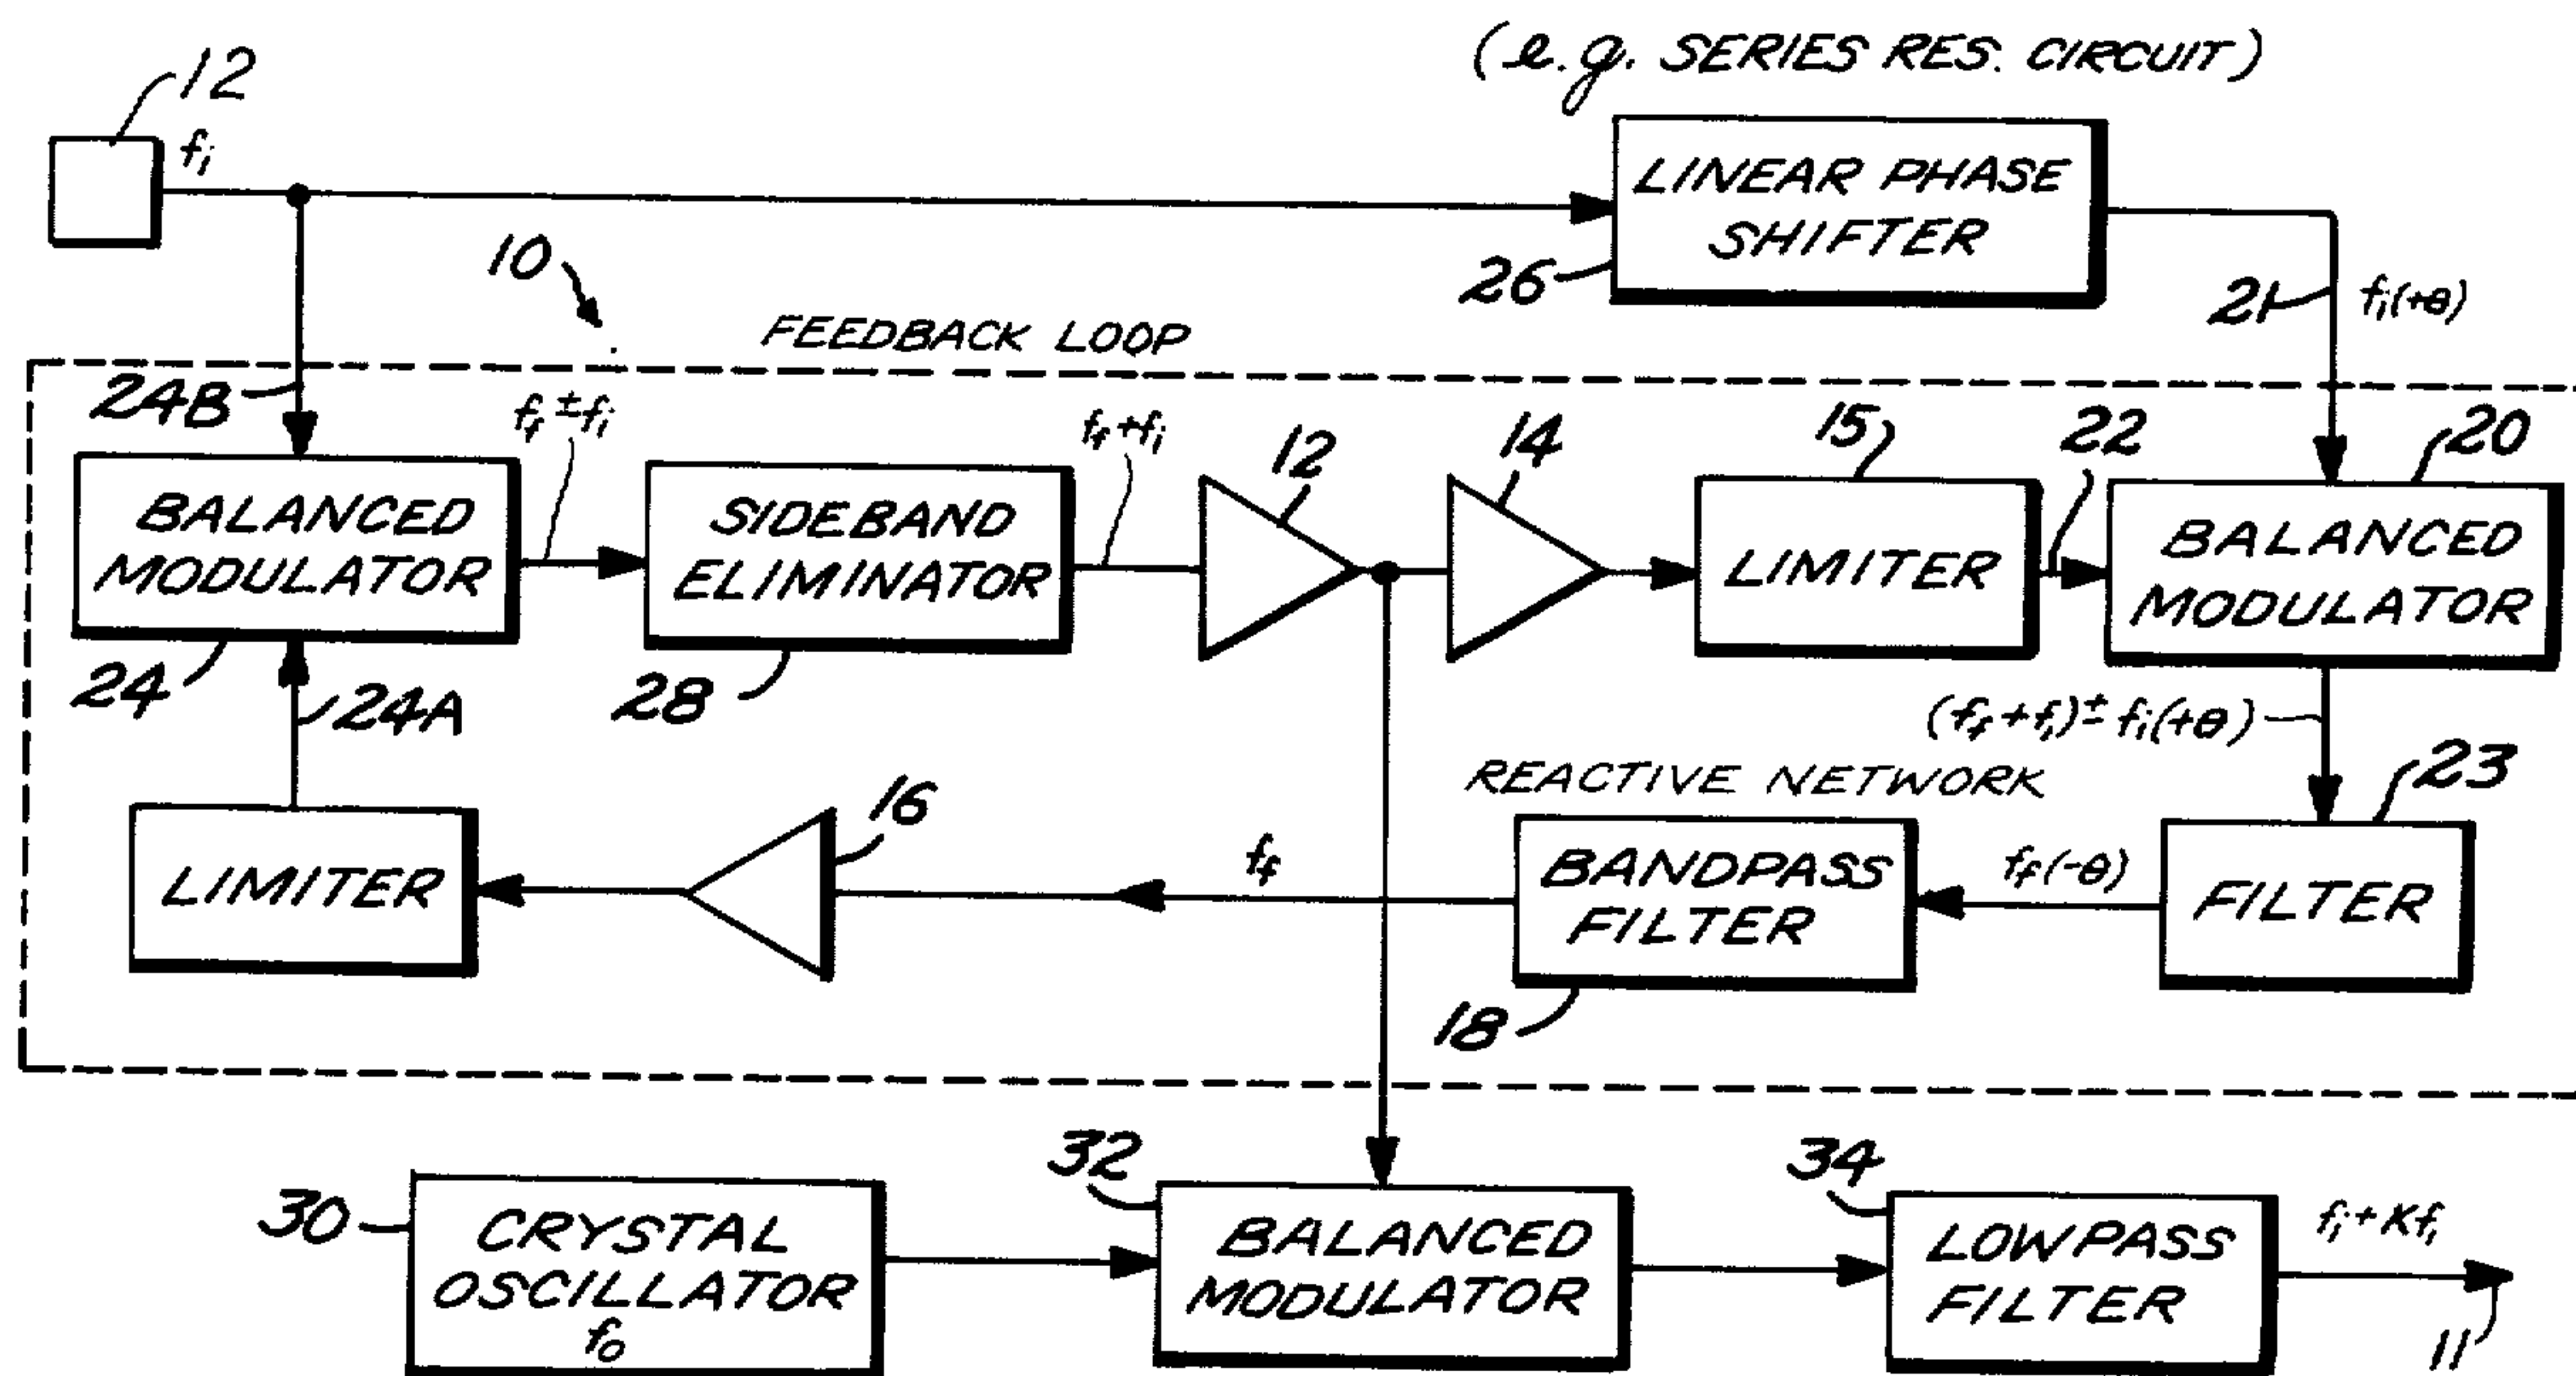 (e.g. SERIES RES. CIRCUIT)
12
fi
LINEAR PHASE
SHIFTER
26
21
fi(+θ)
10
FEEDBACK LOOP
24B
ff ± fi
ff + fi
12
14
15
22
20
BALANCED
MODULATOR
SIDEBAND
ELIMINATOR
LIMITER
BALANCED
MODULATOR
24
24A
28
(ff + fi) ± fi(+θ)
23
REACTIVE NETWORK
16
LIMITER
ff
BANDPASS
FILTER
ff(-θ)
FILTER
18
30
CRYSTAL
OSCILLATOR
fo
32
BALANCED
MODULATOR
34
LOWPASS
FILTER
fi + Kfi
11